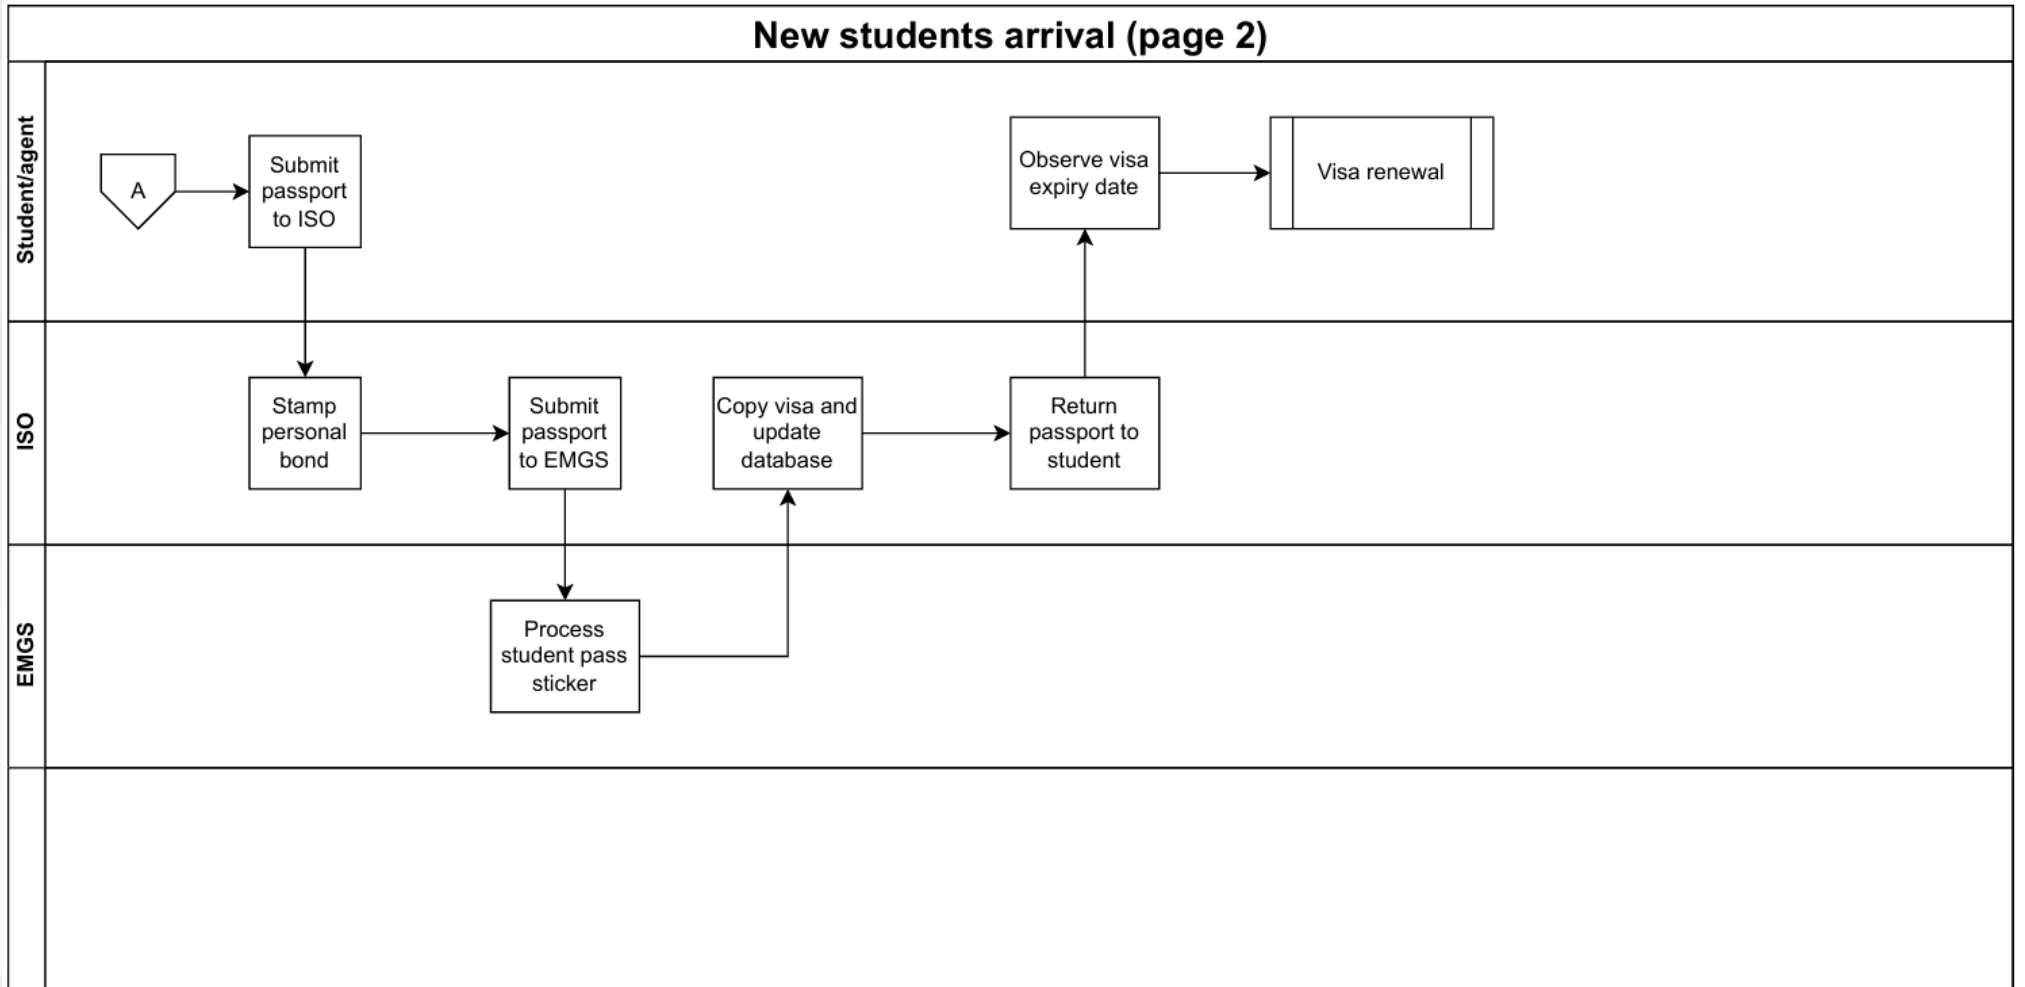 New students arrival (page 2)
Student/agent
A
Submit
passport
to ISO
Observe visa
expiry date
Visa renewal
ISO
Stamp
personal
bond
Submit
passport
to EMGS
Copy visa and
update
database
Return
passport to
student
EMGS
Process
student pass
sticker